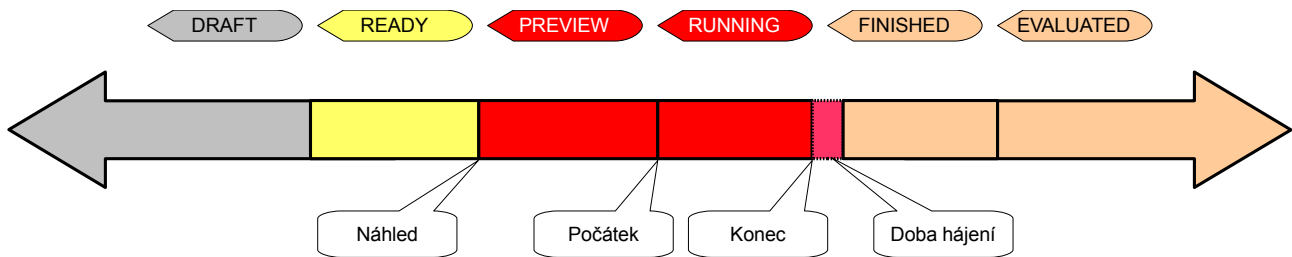 DRAFT
READY
PREVIEW
RUNNING
FINISHED
EVALUATED
Náhled
Počátek
Konec
Doba hájení